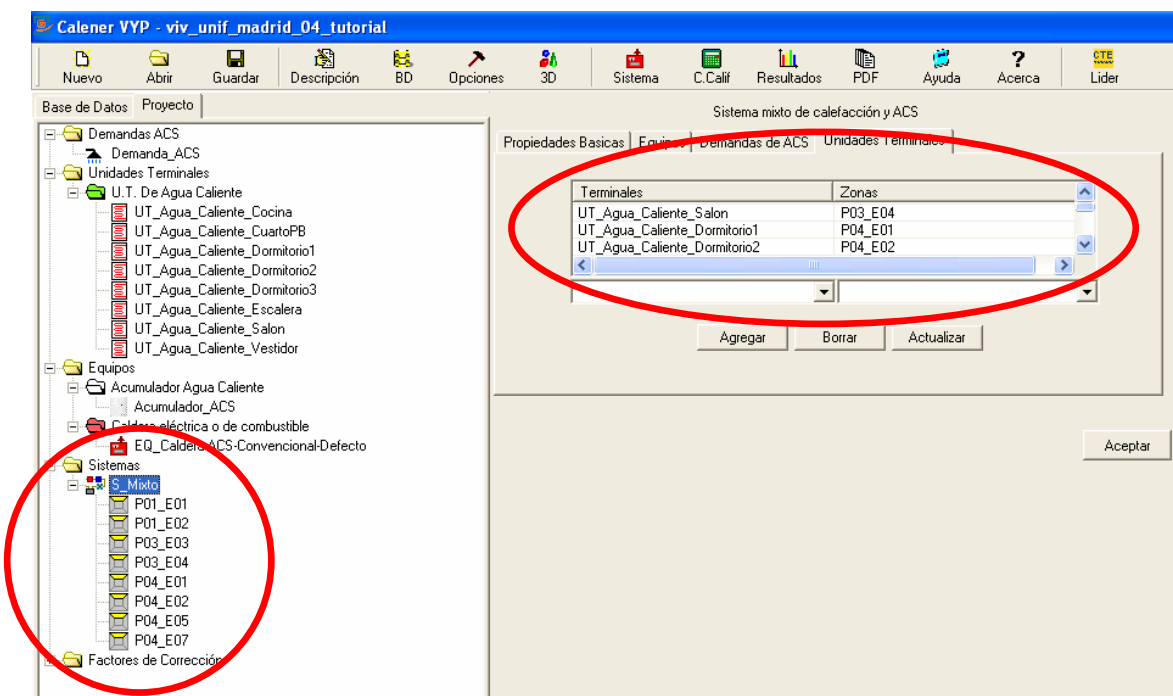 Calener VYP - viv_unif_madrid_04_tutorial
Nuevo Abrir Guardar Descripción BD Opciones 3D Sistema C.Calif Resultados PDF Ayuda Acerca CTE Lider
Base de Datos Proyecto
Demandas ACS
Demanda_ACS
Unidades Terminales
U.T. De Agua Caliente
UT_Agua_Caliente_Cocina
UT_Agua_Caliente_CuartoPB
UT_Agua_Caliente_Dormitorio1
UT_Agua_Caliente_Dormitorio2
UT_Agua_Caliente_Dormitorio3
UT_Agua_Caliente_Escalera
UT_Agua_Caliente_Salon
UT_Agua_Caliente_Vestidor
Equipos
Acumulador Agua Caliente
Acumulador_ACS
Caldera eléctrica o de combustible
EQ_Caldera-ACS-Convencional-Defecto
Sistemas
S_Mixto
P01_E01
P01_E02
P03_E03
P03_E04
P04_E01
P04_E02
P04_E05
P04_E07
Factores de Corrección
Sistema mixto de calefacción y ACS
Propiedades Basicas Equipos Demandas de ACS Unidades Terminales
Terminales Zonas
UT_Agua_Caliente_Salon P03_E04
UT_Agua_Caliente_Dormitorio1 P04_E01
UT_Agua_Caliente_Dormitorio2 P04_E02
Agregar Borrar Actualizar
Aceptar